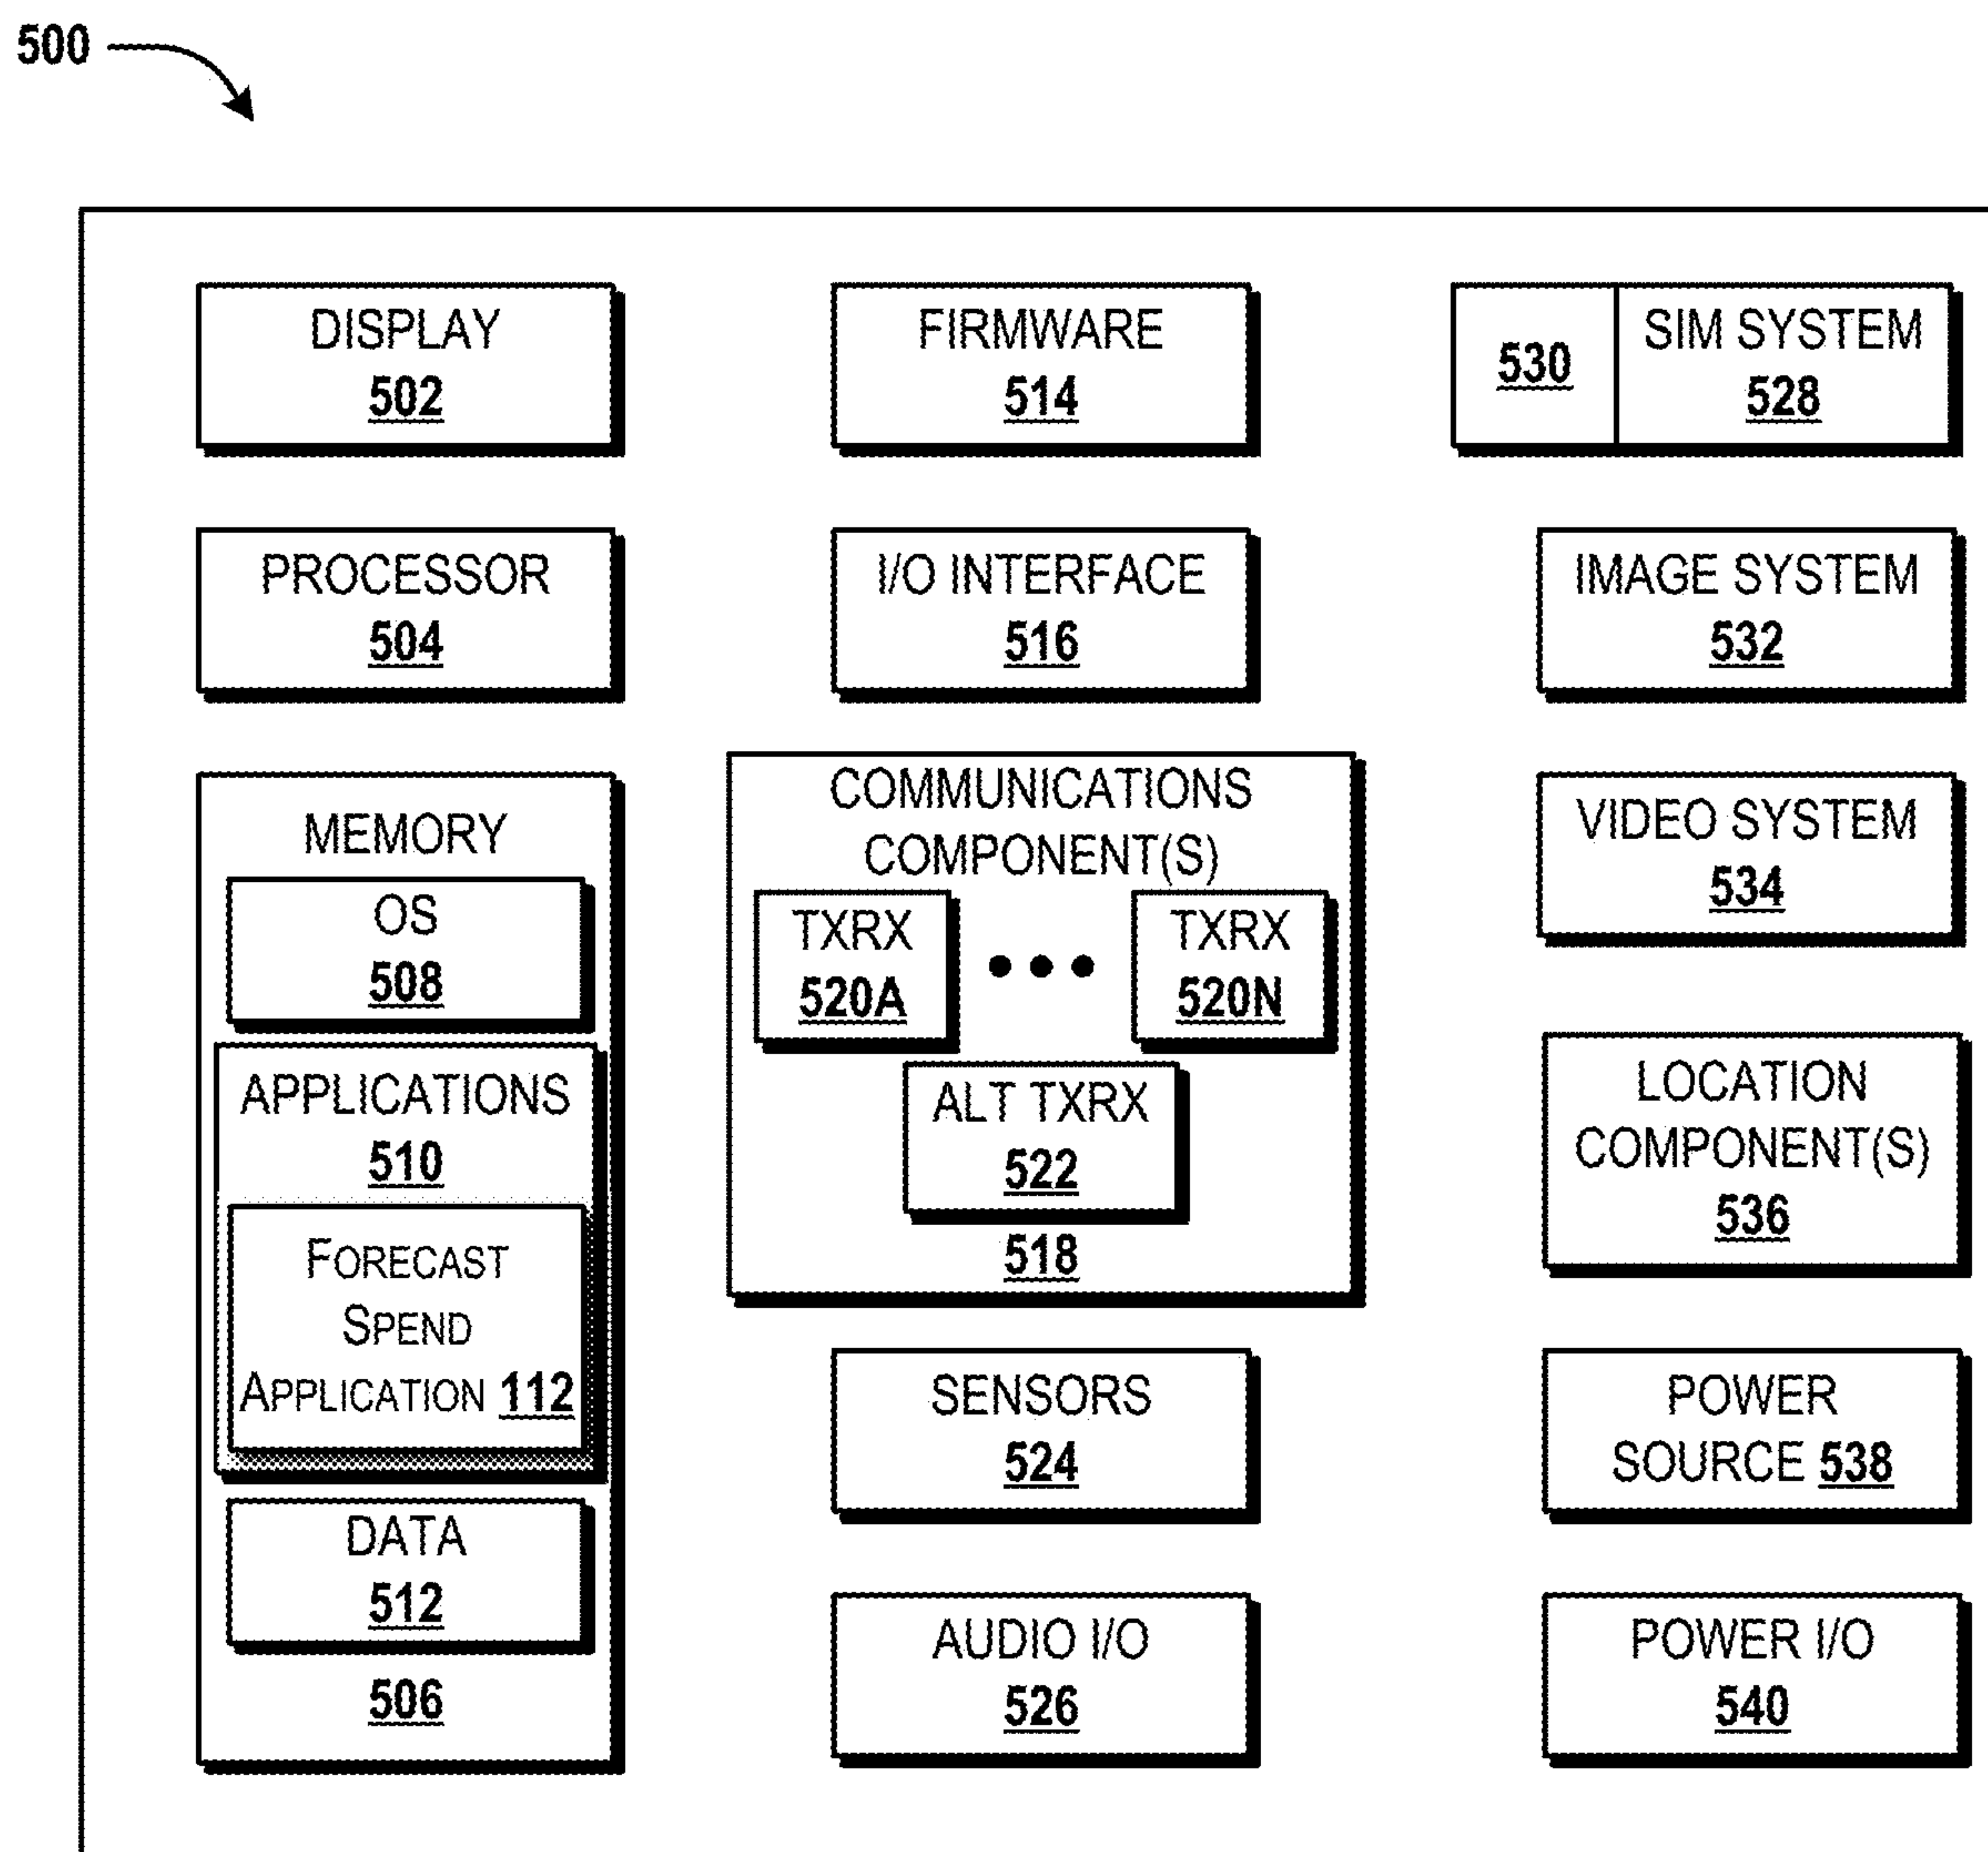 500
DISPLAY
502
PROCESSOR
504
MEMORY
OS
508
APPLICATIONS
510
FORECAST
SPEND
APPLICATION 112
DATA
512
506
FIRMWARE
514
I/O INTERFACE
516
COMMUNICATIONS
COMPONENT(S)
TXRX
520A
TXRX
520N
ALT TXRX
522
518
SENSORS
524
AUDIO I/O
526
530
SIM SYSTEM
528
IMAGE SYSTEM
532
VIDEO SYSTEM
534
LOCATION
COMPONENT(S)
536
POWER
SOURCE 538
POWER I/O
540